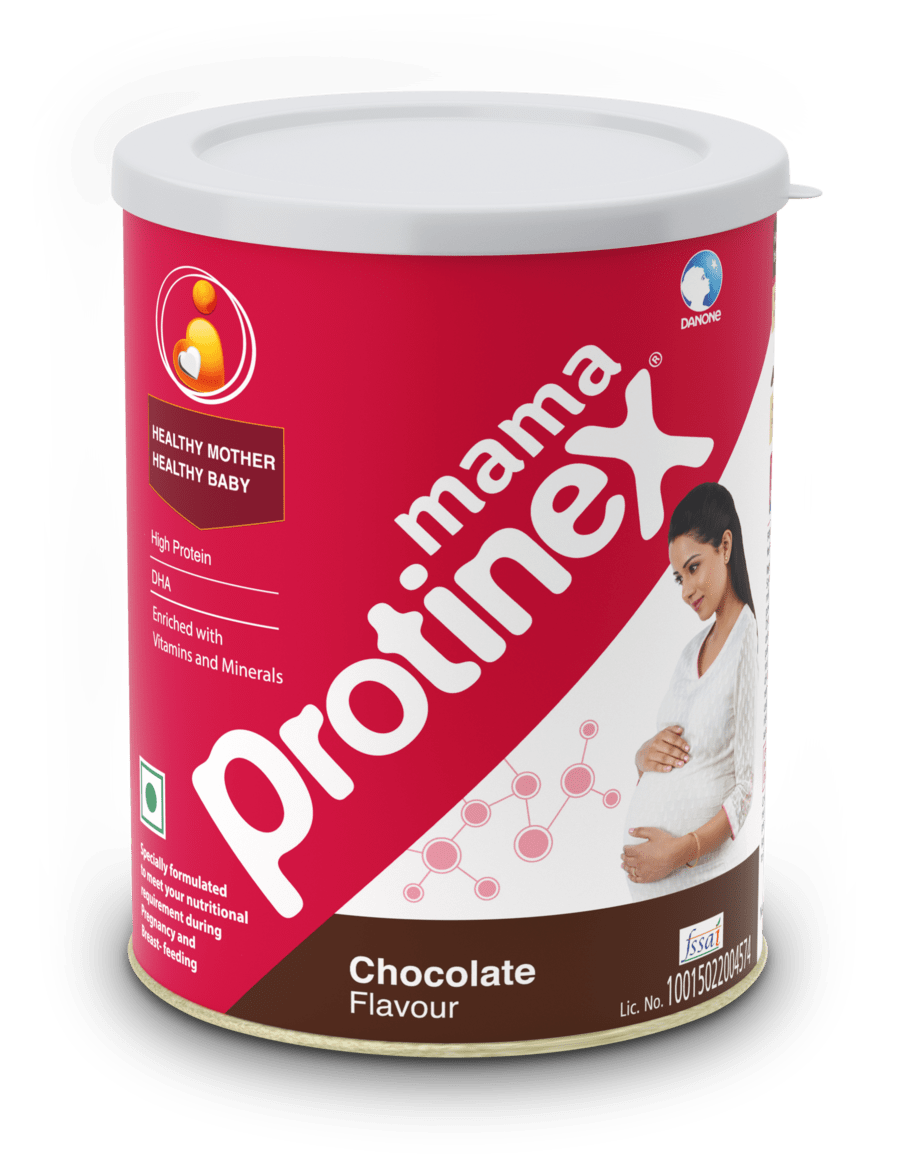 DANONE
mama
protinex®
HEALTHY MOTHER
HEALTHY BABY
High Protein
DHA
Enriched with
Vitamins and Minerals
Specially formulated
to meet your nutritional
requirement during
Pregnancy and
Breast-feeding
Chocolate
Flavour
fssai
Lic. No. 10015022004574